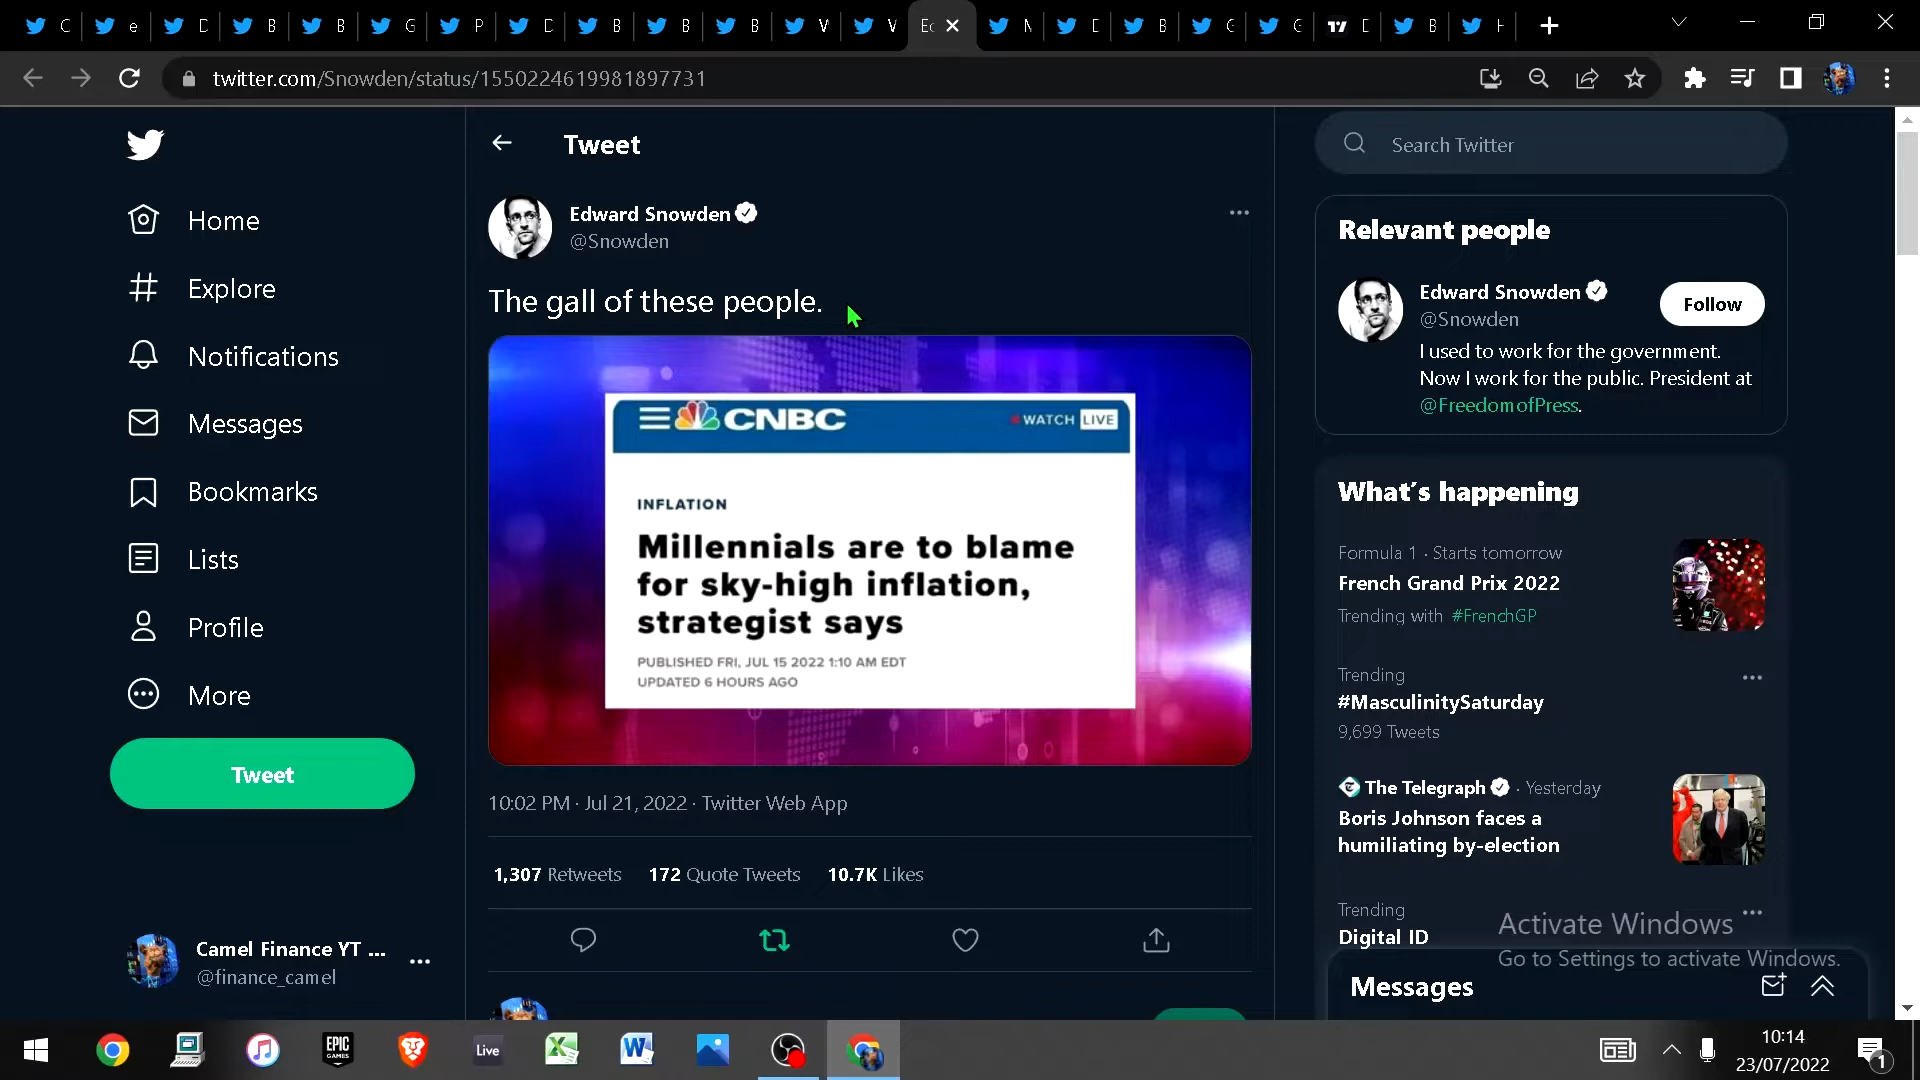 C e D B B G P D B B B V V Ec N D B G G D B H
twitter.com/Snowden/status/1550224619981897731
Tweet
Search Twitter
Edward Snowden
@Snowden
The gall of these people.
CNBC
WATCH LIVE
INFLATION
Millennials are to blame
for sky-high inflation,
strategist says
PUBLISHED FRI, JUL 15 2022 1:10 AM EDT
UPDATED 6 HOURS AGO
10:02 PM · Jul 21, 2022 · Twitter Web App
1,307 Retweets 172 Quote Tweets 10.7K Likes
Home
Explore
Notifications
Messages
Bookmarks
Lists
Profile
More
Tweet
Camel Finance YT ...
@finance_camel
Relevant people
Edward Snowden
@Snowden
Follow
I used to work for the government.
Now I work for the public. President at
@FreedomofPress.
What's happening
Formula 1 · Starts tomorrow
French Grand Prix 2022
Trending with #FrenchGP
Trending
#MasculinitySaturday
9,699 Tweets
The Telegraph · Yesterday
Boris Johnson faces a
humiliating by-election
Trending
Digital ID
Activate Windows
Go to Settings to activate Windows.
Messages
EPIC
GAMES
Live
10:14
23/07/2022
1